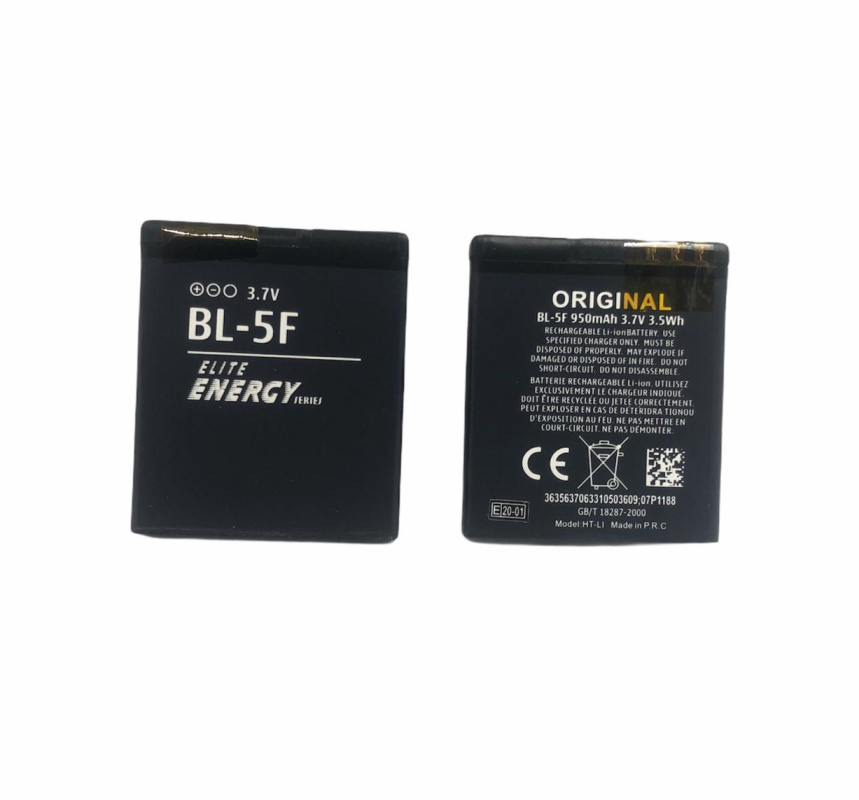 3.7V
BL-5F
ELITE
ENERGY
SERIES
ORIGINAL
BL-5F 950mAh 3.7V 3.5Wh
RECHARGEABLE Li-ionBATTERY. USE
SPECIFIED CHARGER ONLY. MUST BE
DISPOSED OF PROPERLY. MAY EXPLODE IF
DAMAGED OR DISPOSED OF IN FIRE. DO NOT
SHORT-CIRCUIT. DO NOT DISASSEMBLE.
BATTERIE RECHARGEABLE Li-ion. UTILISEZ
EXCLUSIVEMENT LE CHARGEUR INDIQUÉ.
DOIT ÊTRE RECYCLÉE OU JETEE CORRECTEMENT.
PEUT EXPLOSER EN CAS DE DETERIDRA TIONOU
D'EXPOSITION AU FEU. NE PAS METTRE EN
COURT-CIRCUIT. NE PAS DÉMONTER.
CE
3635637063310503609;07P1188
E 20-01
GB/T 18287-2000
Model:HT-LI Made in P.R.C